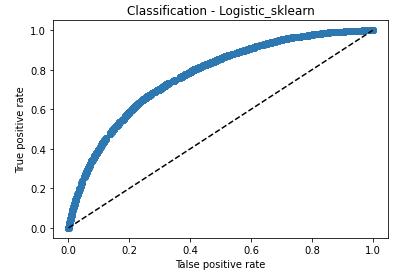 Classification - Logistic_sklearn
1.0
0.8
0.6
0.4
0.2
0.0
True positive rate
0.0 0.2 0.4 0.6 0.8 1.0
Talse positive rate